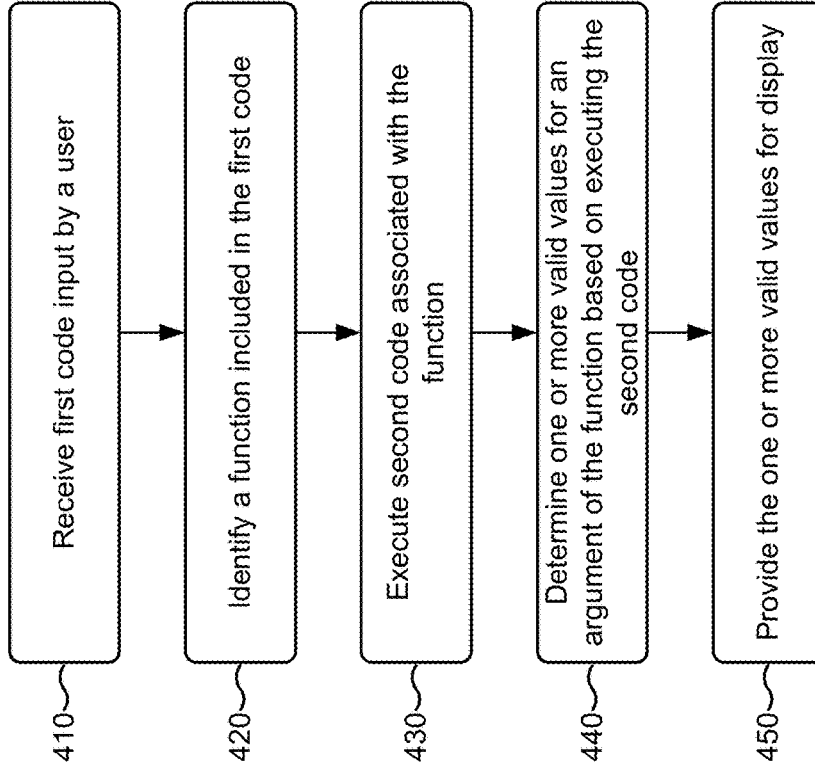 410
Receive first code input by a user
420
Identify a function included in the first code
430
Execute second code associated with the
function
440
Determine one or more valid values for an
argument of the function based on executing the
second code
450
Provide the one or more valid values for display